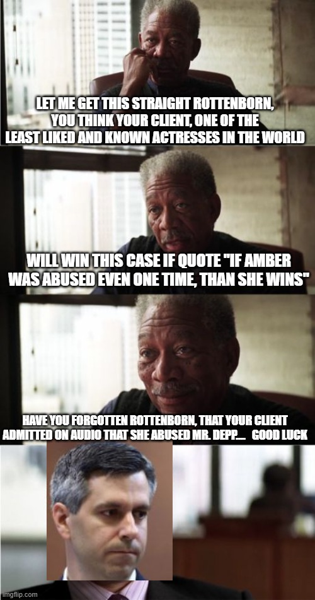 LET ME GET THIS STRAIGHT ROTTENBORN,
YOU THINK YOUR CLIENT, ONE OF THE
LEAST LIKED AND KNOWN ACTRESSES IN THE WORLD
WILL WIN THIS CASE IF QUOTE "IF AMBER
WAS ABUSED EVEN ONE TIME, THAN SHE WINS"
HAVE YOU FORGOTTEN ROTTENBORN, THAT YOUR CLIENT
ADMITTED ON AUDIO THAT SHE ABUSED MR. DEPP.... GOOD LUCK
imgflip.com